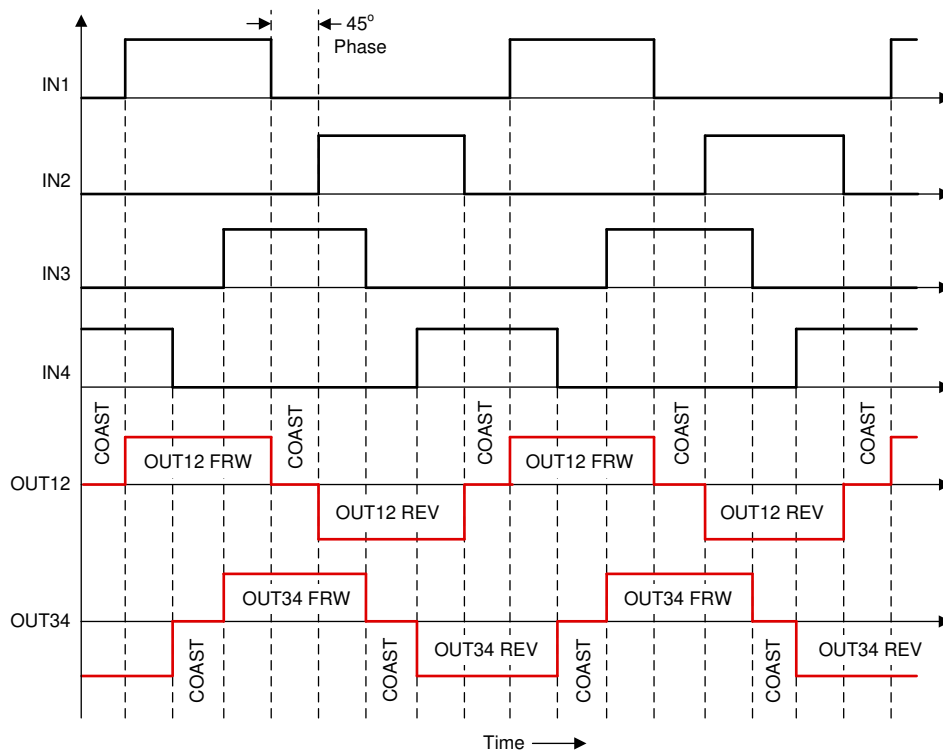 45o
Phase
IN1
IN2
IN3
IN4
COAST
COAST
COAST
COAST
COAST
OUT12 FRW
OUT12 FRW
OUT12
OUT12 REV
OUT12 REV
OUT34 FRW
OUT34 FRW
OUT34
OUT34 REV
OUT34 REV
COAST
COAST
COAST
COAST
Time